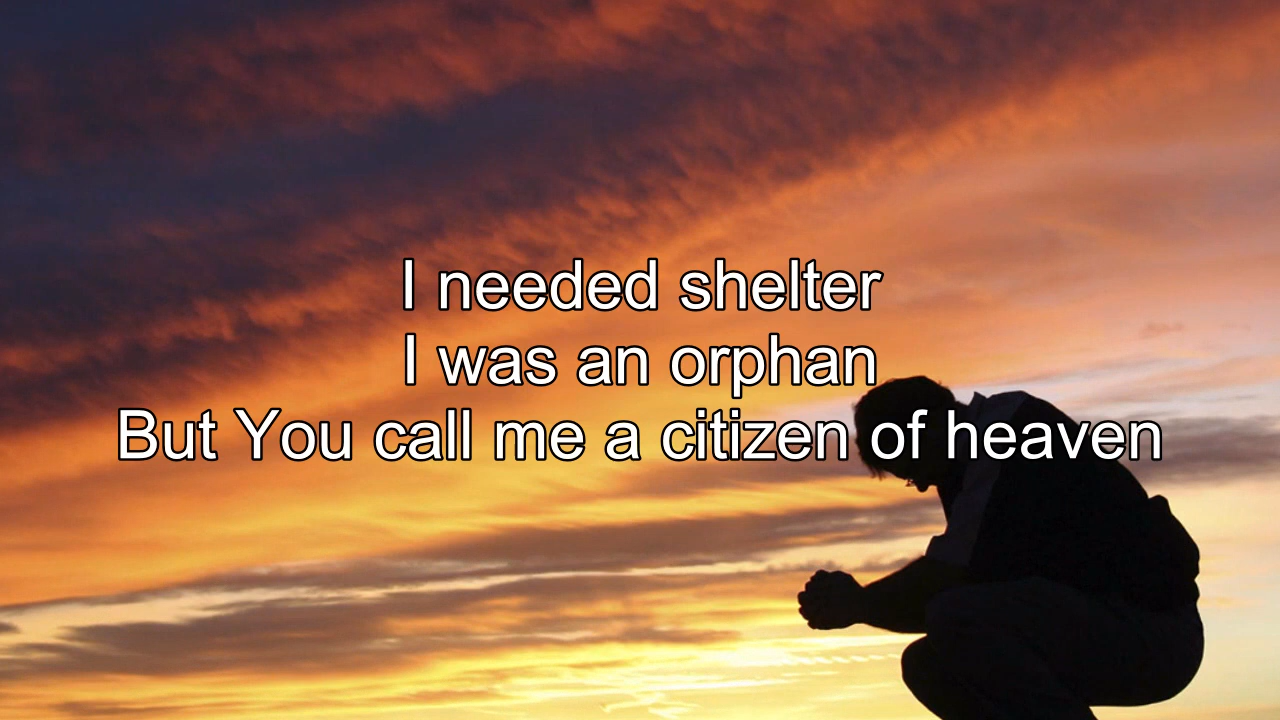 I needed shelter
I was an orphan
But You call me a citizen of heaven